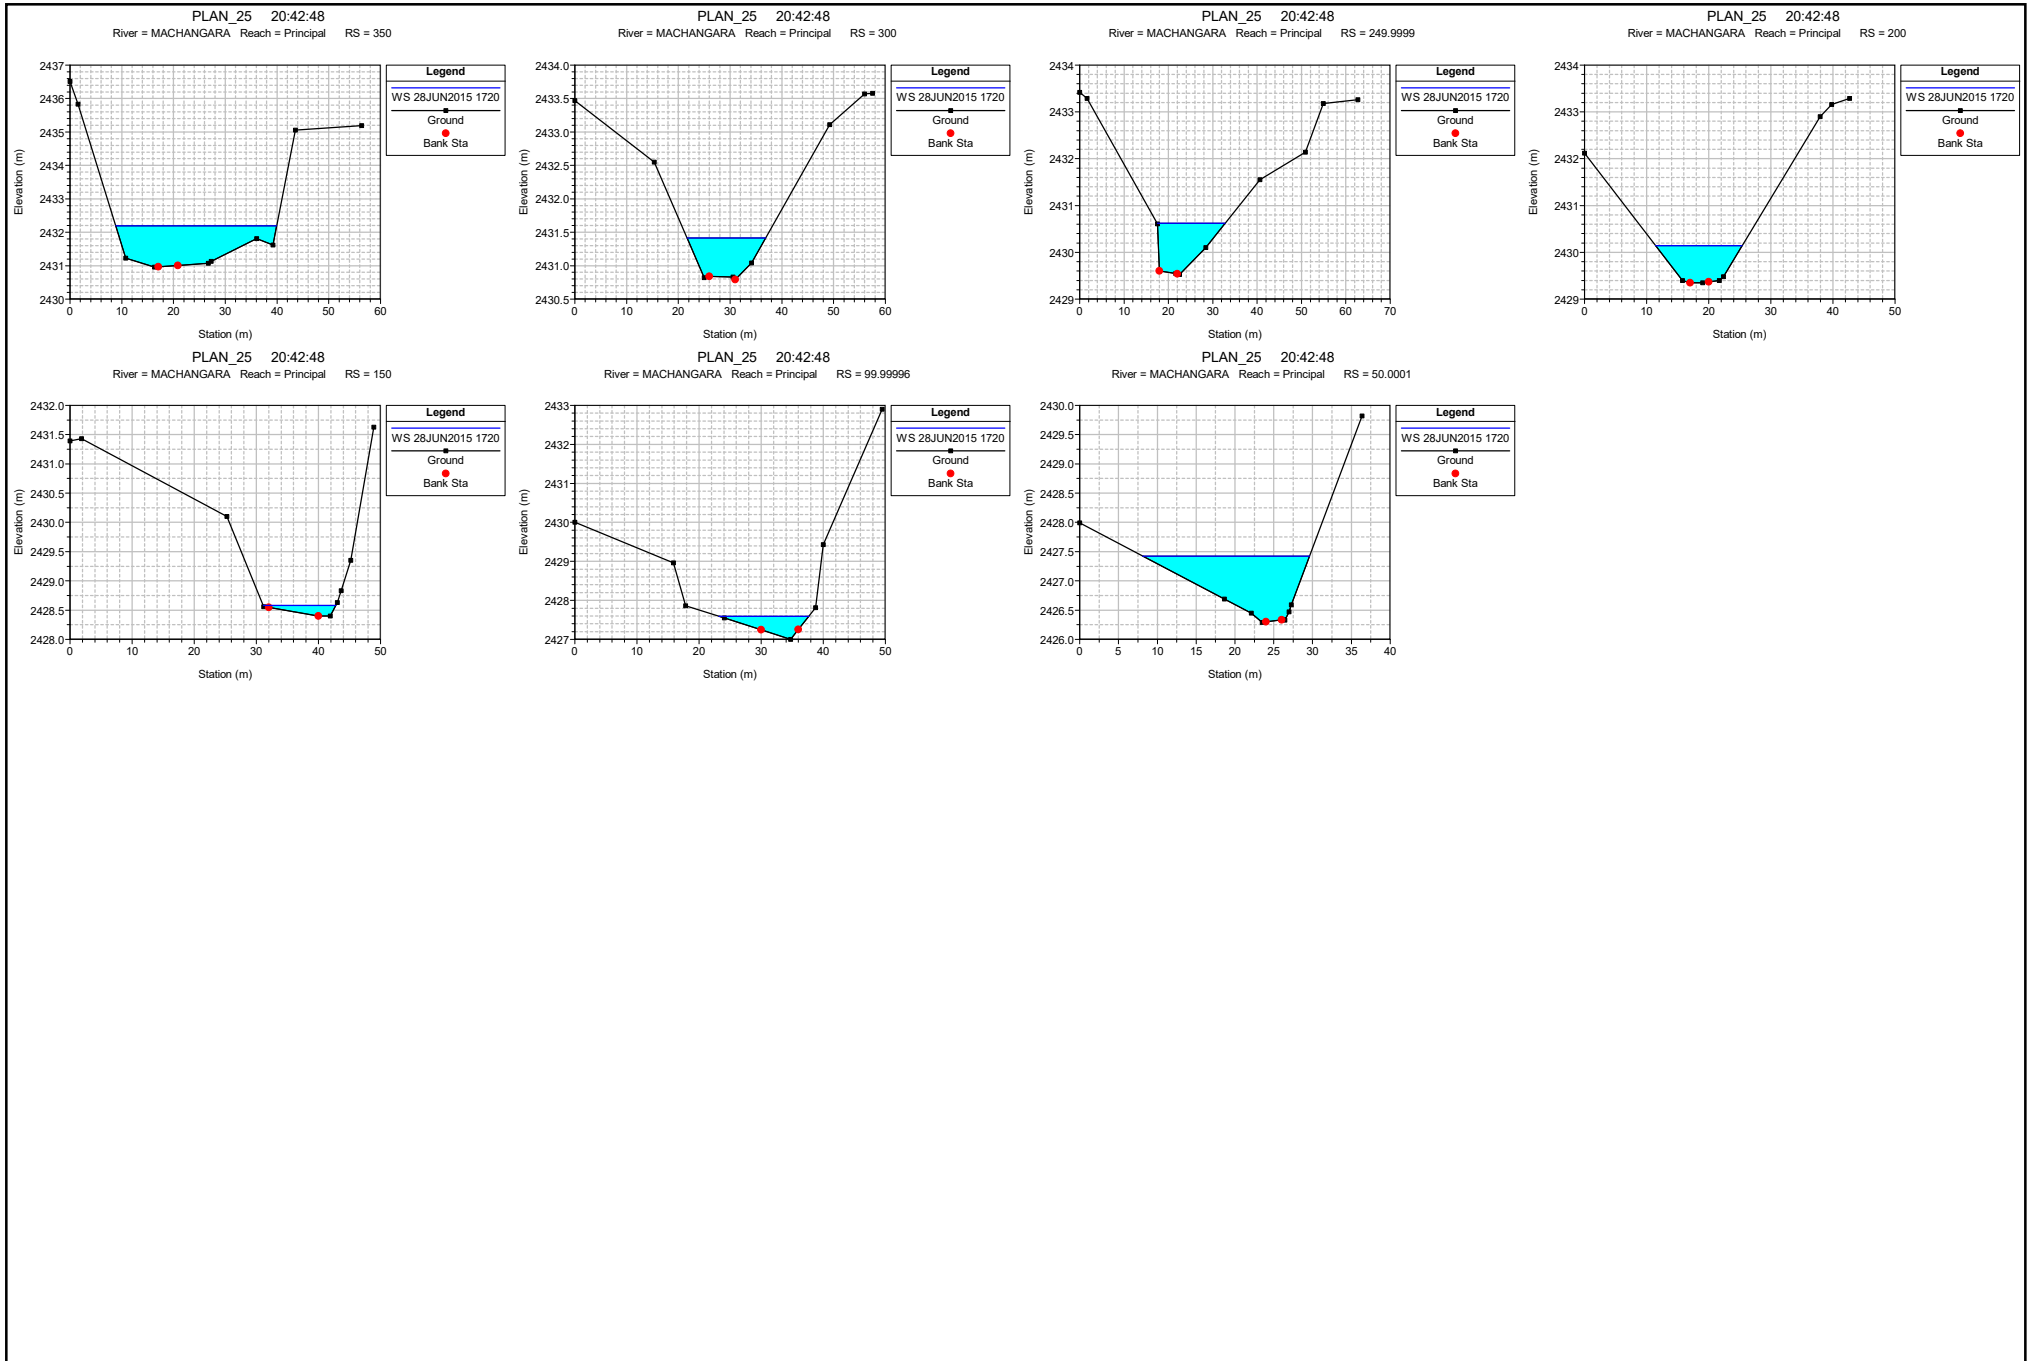 PLAN_25 20:42:48
River = MACHANGARA Reach = Principal RS = 350
2437
2436
2435
2434
2433
2432
2431
2430
Elevation (m)
0 10 20 30 40 50 60
Station (m)
Legend
WS 28JUN2015 1720
Ground
Bank Sta
PLAN_25 20:42:48
River = MACHANGARA Reach = Principal RS = 300
2434.0
2433.5
2433.0
2432.5
2432.0
2431.5
2431.0
2430.5
Elevation (m)
0 10 20 30 40 50 60
Station (m)
Legend
WS 28JUN2015 1720
Ground
Bank Sta
PLAN_25 20:42:48
River = MACHANGARA Reach = Principal RS = 249.9999
2434
2433
2432
2431
2430
2429
Elevation (m)
0 10 20 30 40 50 60 70
Station (m)
Legend
WS 28JUN2015 1720
Ground
Bank Sta
PLAN_25 20:42:48
River = MACHANGARA Reach = Principal RS = 200
2434
2433
2432
2431
2430
2429
Elevation (m)
0 10 20 30 40 50
Station (m)
Legend
WS 28JUN2015 1720
Ground
Bank Sta
PLAN_25 20:42:48
River = MACHANGARA Reach = Principal RS = 150
2432.0
2431.5
2431.0
2430.5
2430.0
2429.5
2429.0
2428.5
2428.0
Elevation (m)
0 10 20 30 40 50
Station (m)
Legend
WS 28JUN2015 1720
Ground
Bank Sta
PLAN_25 20:42:48
River = MACHANGARA Reach = Principal RS = 99.99996
2433
2432
2431
2430
2429
2428
2427
Elevation (m)
0 10 20 30 40 50
Station (m)
Legend
WS 28JUN2015 1720
Ground
Bank Sta
PLAN_25 20:42:48
River = MACHANGARA Reach = Principal RS = 50.0001
2430.0
2429.5
2429.0
2428.5
2428.0
2427.5
2427.0
2426.5
2426.0
Elevation (m)
0 5 10 15 20 25 30 35 40
Station (m)
Legend
WS 28JUN2015 1720
Ground
Bank Sta